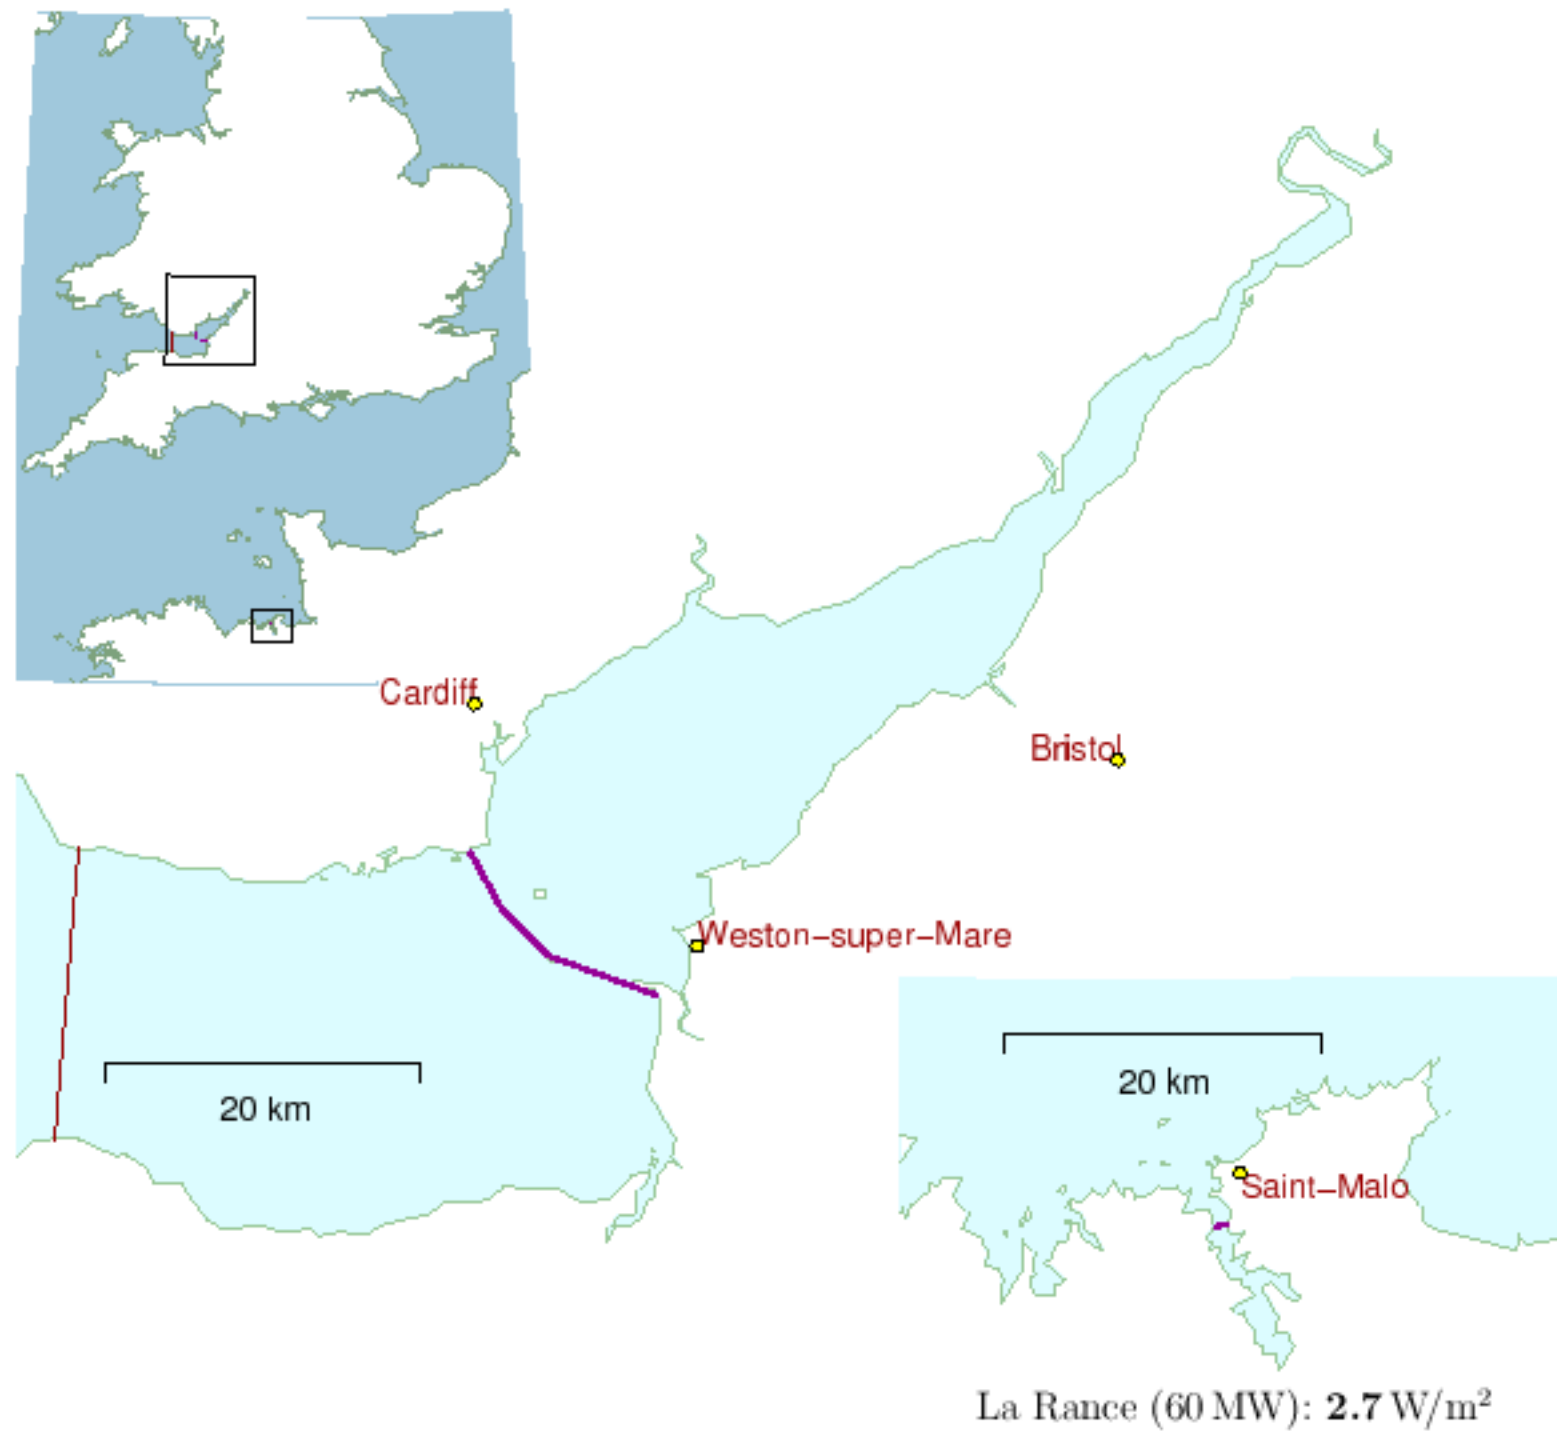 Cardiff
Bristol
Weston−super−Mare
20 km
20 km
Saint−Malo
La Rance (60 MW): 2.7 W/m²